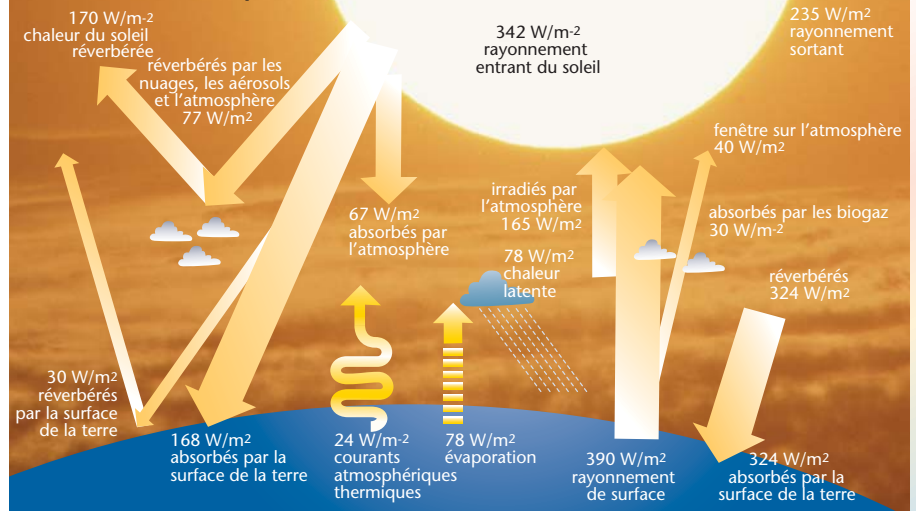 170 W/m-2
chaleur du soleil
réverbérée
réverbérés par les
nuages, les aérosols
et l'atmosphère
77 W/m2
342 W/m-2
rayonnement
entrant du soleil
235 W/m2
rayonnement
sortant
fenêtre sur l'atmosphère
40 W/m2
67 W/m2
absorbés par
l'atmosphère
irradiés par
l'atmosphère
165 W/m2
78 W/m2
chaleur
latente
absorbés par les biogaz
30 W/m-2
réverbérés
324 W/m2
30 W/m2
réverbérés
par la surface
de la terre
168 W/m2
absorbés par la
surface de la terre
24 W/m-2
courants
atmosphériques
thermiques
78 W/m2
évaporation
390 W/m2
rayonnement
de surface
324 W/m2
absorbés par la
surface de la terre